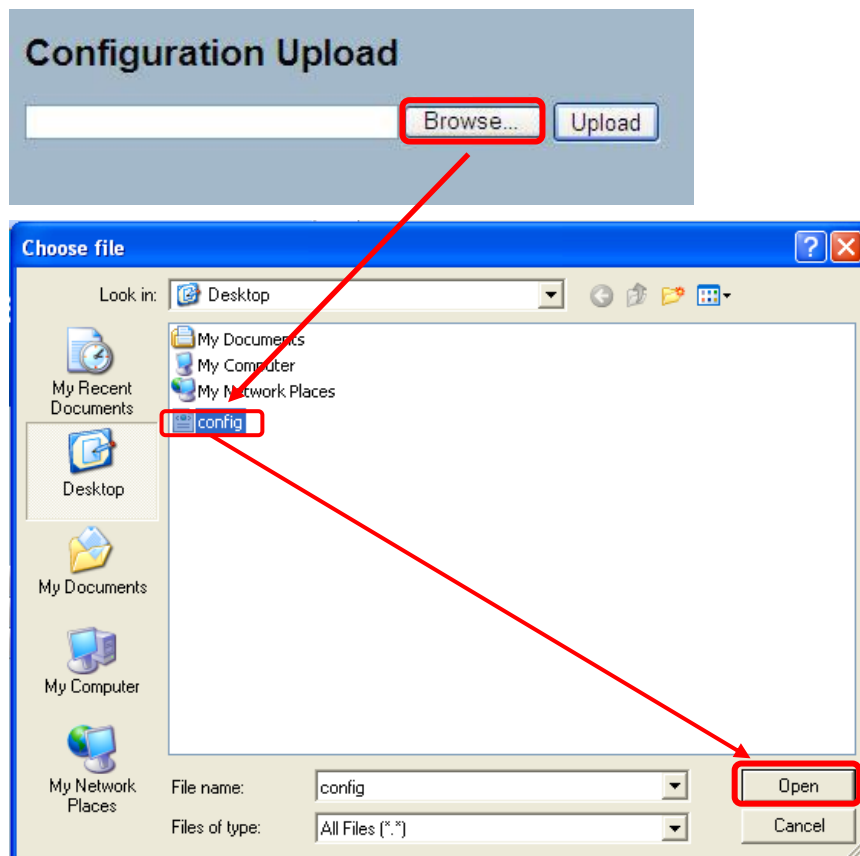 Configuration Upload
Browse... Upload
Choose file
Look in: Desktop
My Documents
My Computer
My Network Places
config
My Recent
Documents
Desktop
My Documents
My Computer
My Network
Places
File name: config Open
Files of type: All Files (*.*) Cancel